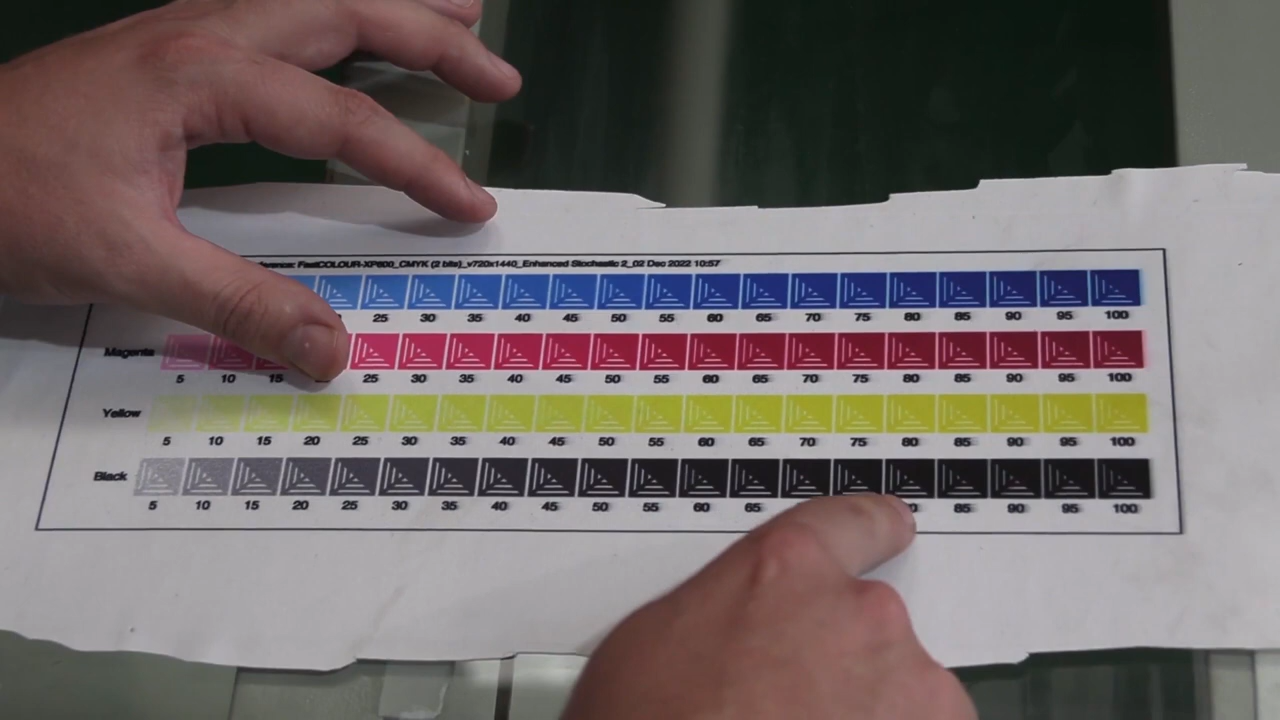 FastCOLOUR-XP600_CMYK (2 bits)_v720x1440_Enhanced Stochastic 2_02 Dec 2022 10:57
25 30 35 40 45 50 55 60 65 70 75 80 85 90 95 100
Magenta
5 10 15 25 30 35 40 45 50 55 60 65 70 75 80 85 90 95 100
Yellow
5 10 15 20 25 30 35 40 45 50 55 60 65 70 75 80 85 90 95 100
Black
5 10 15 20 25 30 35 40 45 50 55 60 65 85 90 95 100